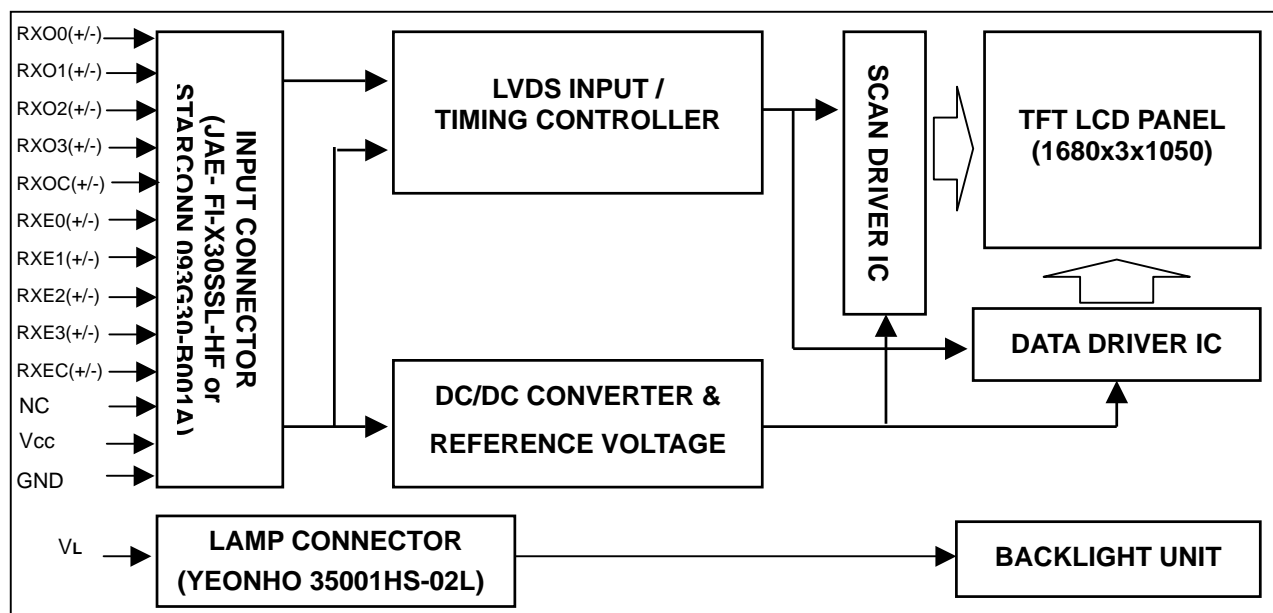 RXO0(+/-)
RXO1(+/-)
RXO2(+/-)
RXO3(+/-)
RXOC(+/-)
RXE0(+/-)
RXE1(+/-)
RXE2(+/-)
RXE3(+/-)
RXEC(+/-)
NC
Vcc
GND
VL
INPUT CONNECTOR
(JAE- FI-X30SSL-HF or
STARCONN 093G30-B001A)
LVDS INPUT /
TIMING CONTROLLER
SCAN DRIVER IC
TFT LCD PANEL
(1680x3x1050)
DATA DRIVER IC
DC/DC CONVERTER &
REFERENCE VOLTAGE
LAMP CONNECTOR
(YEONHO 35001HS-02L)
BACKLIGHT UNIT